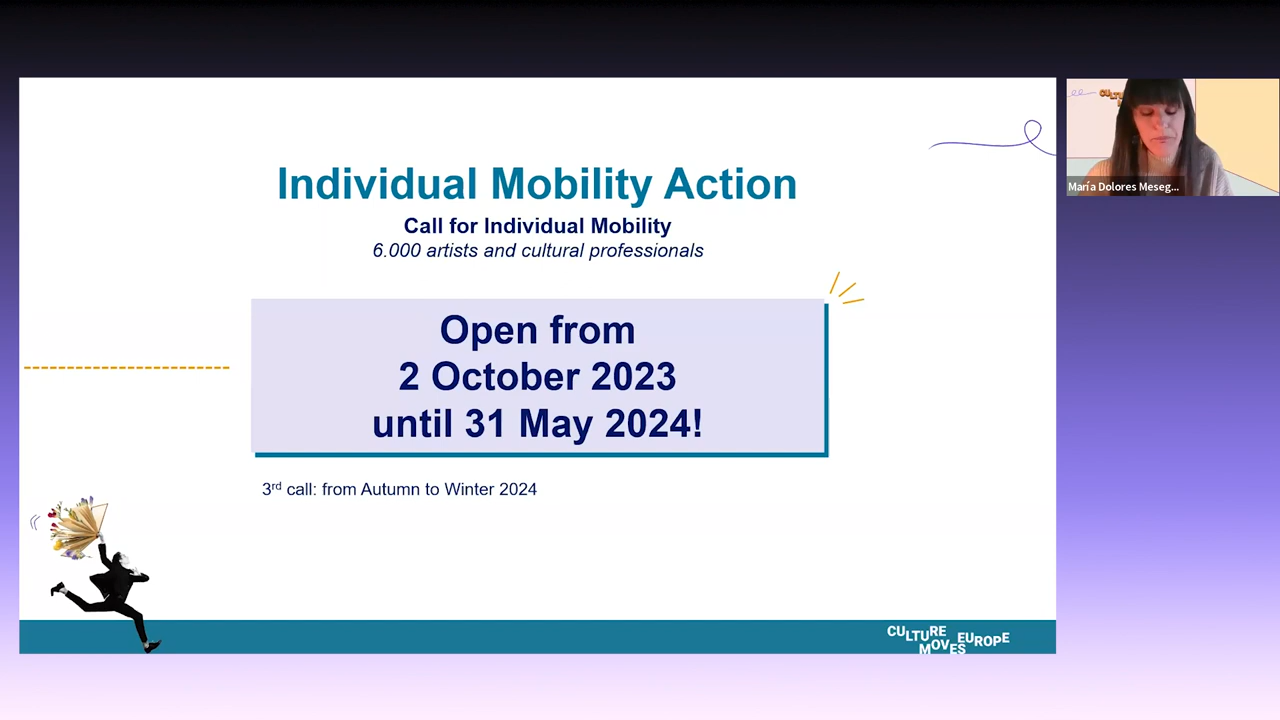 Individual Mobility Action
Call for Individual Mobility
6.000 artists and cultural professionals
Open from
2 October 2023
until 31 May 2024!
3rd call: from Autumn to Winter 2024
CULTURE
MOVES EUROPE
María Dolores Meseg...